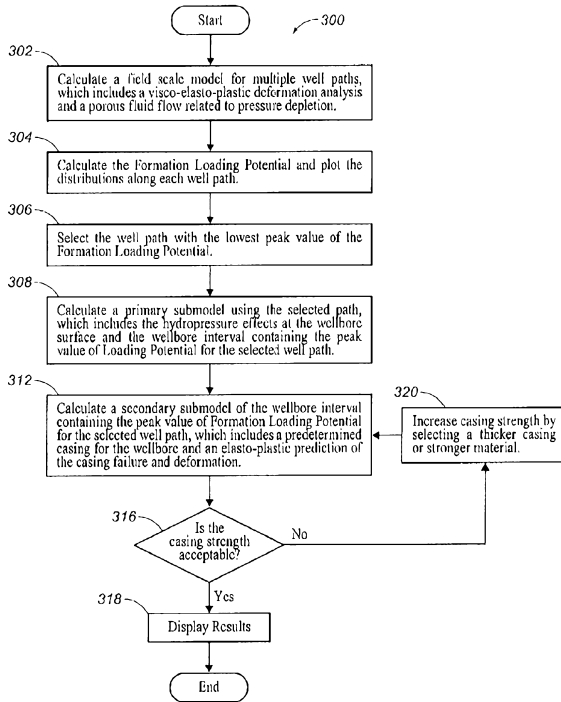 Start
300
302
Calculate a field scale model for multiple well paths,
which includes a visco-elasto-plastic deformation analysis
and a porous fluid flow related to pressure depletion.
304
Calculate the Formation Loading Potential and plot the
distributions along each well path.
306
Select the well path with the lowest peak value of the
Formation Loading Potential.
308
Calculate a primary submodel using the selected path,
which includes the hydropressure effects at the wellbore
surface and the wellbore interval containing the peak
value of Loading Potential for the selected well path.
312
Calculate a secondary submodel of the wellbore interval
containing the peak value of Formation Loading Potential
for the selected well path, which includes a predetermined
casing for the wellbore and an elasto-plastic prediction
of the casing failure and deformation.
320
Increase casing strength by
selecting a thicker casing
or stronger material.
316
Is the
casing strength
acceptable?
No
Yes
318
Display Results
End